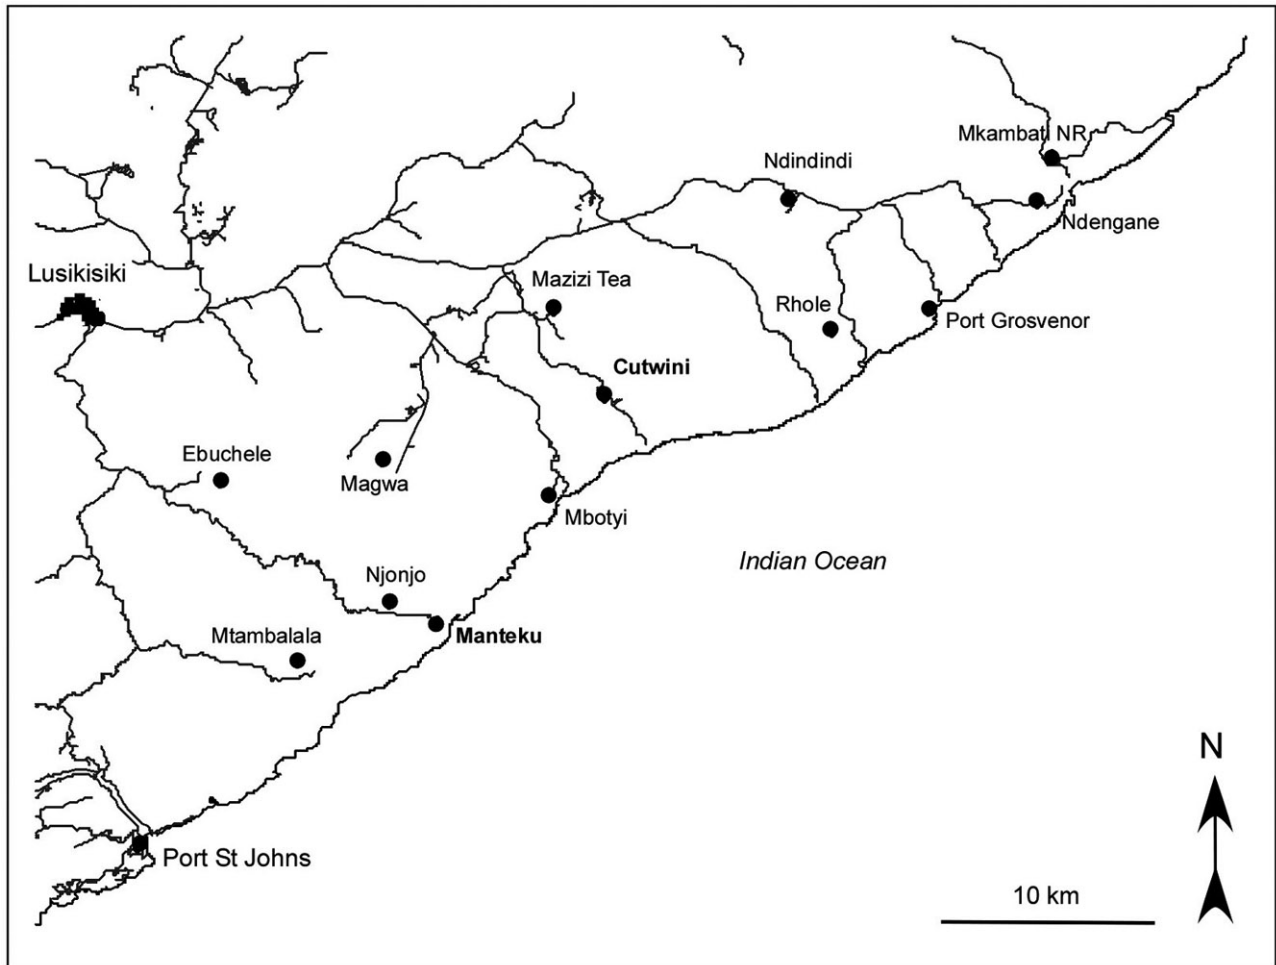 Mkambati NR
Ndindindi
Ndengane
Lusikisiki
Mazizi Tea
Rhole
Port Grosvenor
Cutwini
Ebuchele
Magwa
Mbotyi
Indian Ocean
Njonjo
Mtambalala
Manteku
N
Port St Johns
10 km